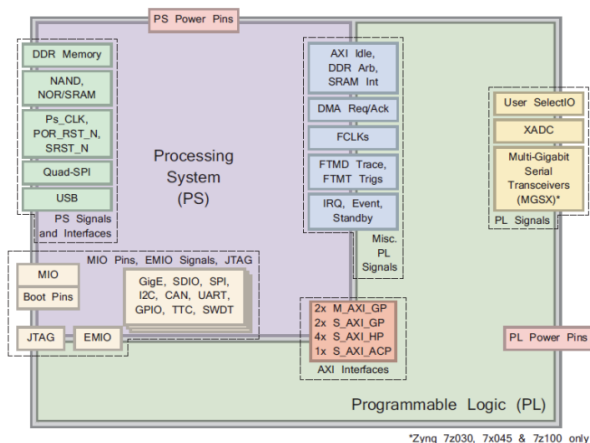 PS Power Pins
DDR Memory
NAND,
NOR/SRAM
Ps_CLK,
POR_RST_N,
SRST_N
Quad-SPI
USB
PS Signals
and Interfaces
Processing
System
(PS)
AXI Idle,
DDR Arb,
SRAM Int
DMA Req/Ack
FCLKs
FTMD Trace,
FTMT Trigs
IRQ, Event,
Standby
Misc.
PL
Signals
User SelectIO
XADC
Multi-Gigabit
Serial
Transceivers
(MGSX)*
PL Signals
MIO Pins, EMIO Signals, JTAG
MIO
Boot Pins
GigE, SDIO, SPI,
I2C, CAN, UART,
GPIO, TTC, SWDT
JTAG
EMIO
2x M_AXI_GP
2x S_AXI_GP
4x S_AXI_HP
1x S_AXI_ACP
AXI Interfaces
PL Power Pins
Programmable Logic (PL)
*Zynq 7z030, 7x045 & 7z100 only